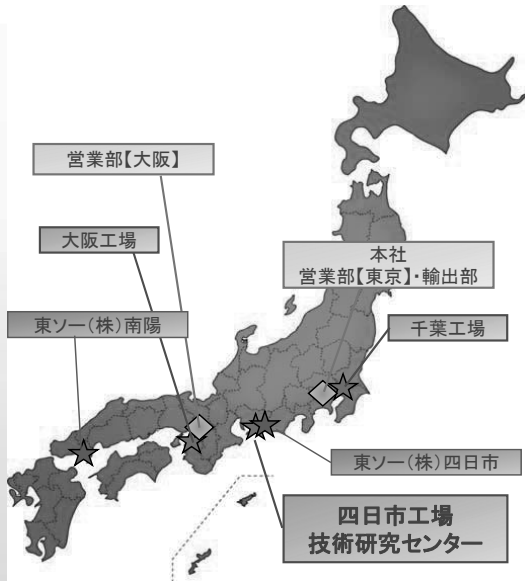 営業部【大阪】
大阪工場
本社
営業部【東京】・輸出部
東ソー(株)南陽
千葉工場
東ソー(株)四日市
四日市工場
技術研究センター